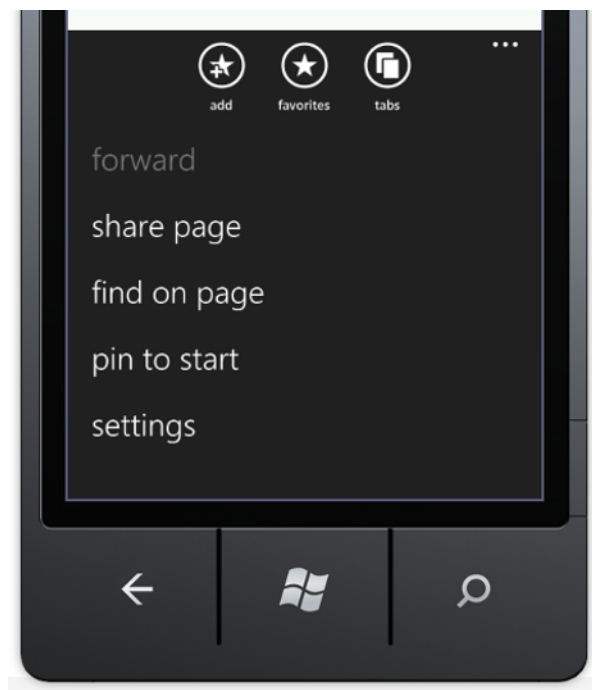 add favorites tabs
forward
share page
find on page
pin to start
settings